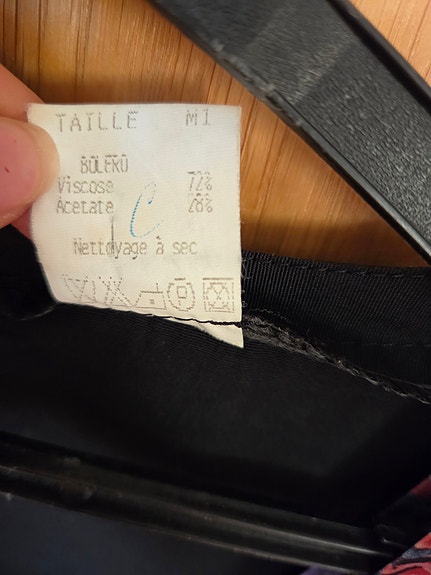 TAILLE M1
BOLERO
Viscose 72%
Acetate 28%
C
Nettoyage à sec